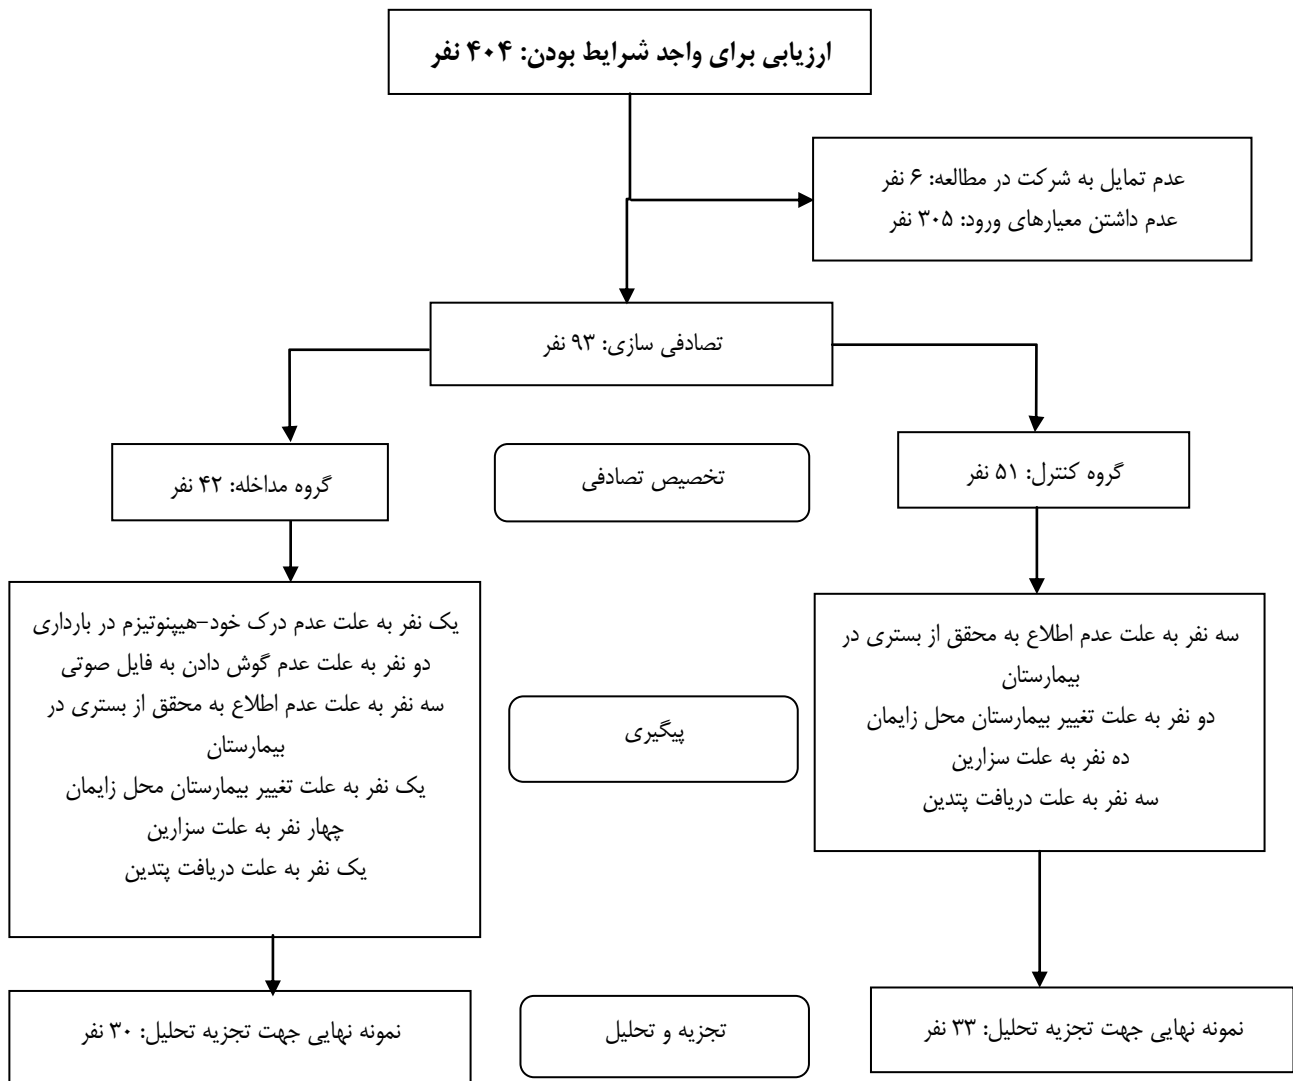 ارزیابی برای واجد شرایط بودن: ۴۰۴ نفر
عدم تمایل به شرکت در مطالعه: ۶ نفر
عدم داشتن معیارهای ورود: ۳۰۵ نفر
تصادفی سازی: ۹۳ نفر
گروه کنترل: ۵۱ نفر
تخصیص تصادفی
گروه مداخله: ۴۲ نفر
سه نفر به علت عدم اطلاع به محقق از بستری در
بیمارستان
دو نفر به علت تغییر بیمارستان محل زایمان
ده نفر به علت سزارین
سه نفر به علت دریافت پتدین
پیگیری
یک نفر به علت عدم درک خود-هیپنوتیزم در بارداری
دو نفر به علت عدم گوش دادن به فایل صوتی
سه نفر به علت عدم اطلاع به محقق از بستری در
بیمارستان
یک نفر به علت تغییر بیمارستان محل زایمان
چهار نفر به علت سزارین
یک نفر به علت دریافت پتدین
نمونه نهایی جهت تجزیه تحلیل: ۳۳ نفر
تجزیه و تحلیل
نمونه نهایی جهت تجزیه تحلیل: ۳۰ نفر